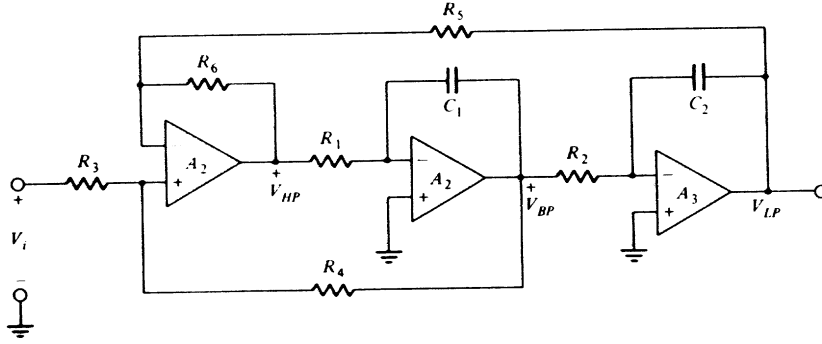 R5
R6
C1
C2
R3
A2
R1
A2
R2
A3
+
−
+
VHP
−
+
+
VBP
−
+
VLP
+
Vi
−
R4